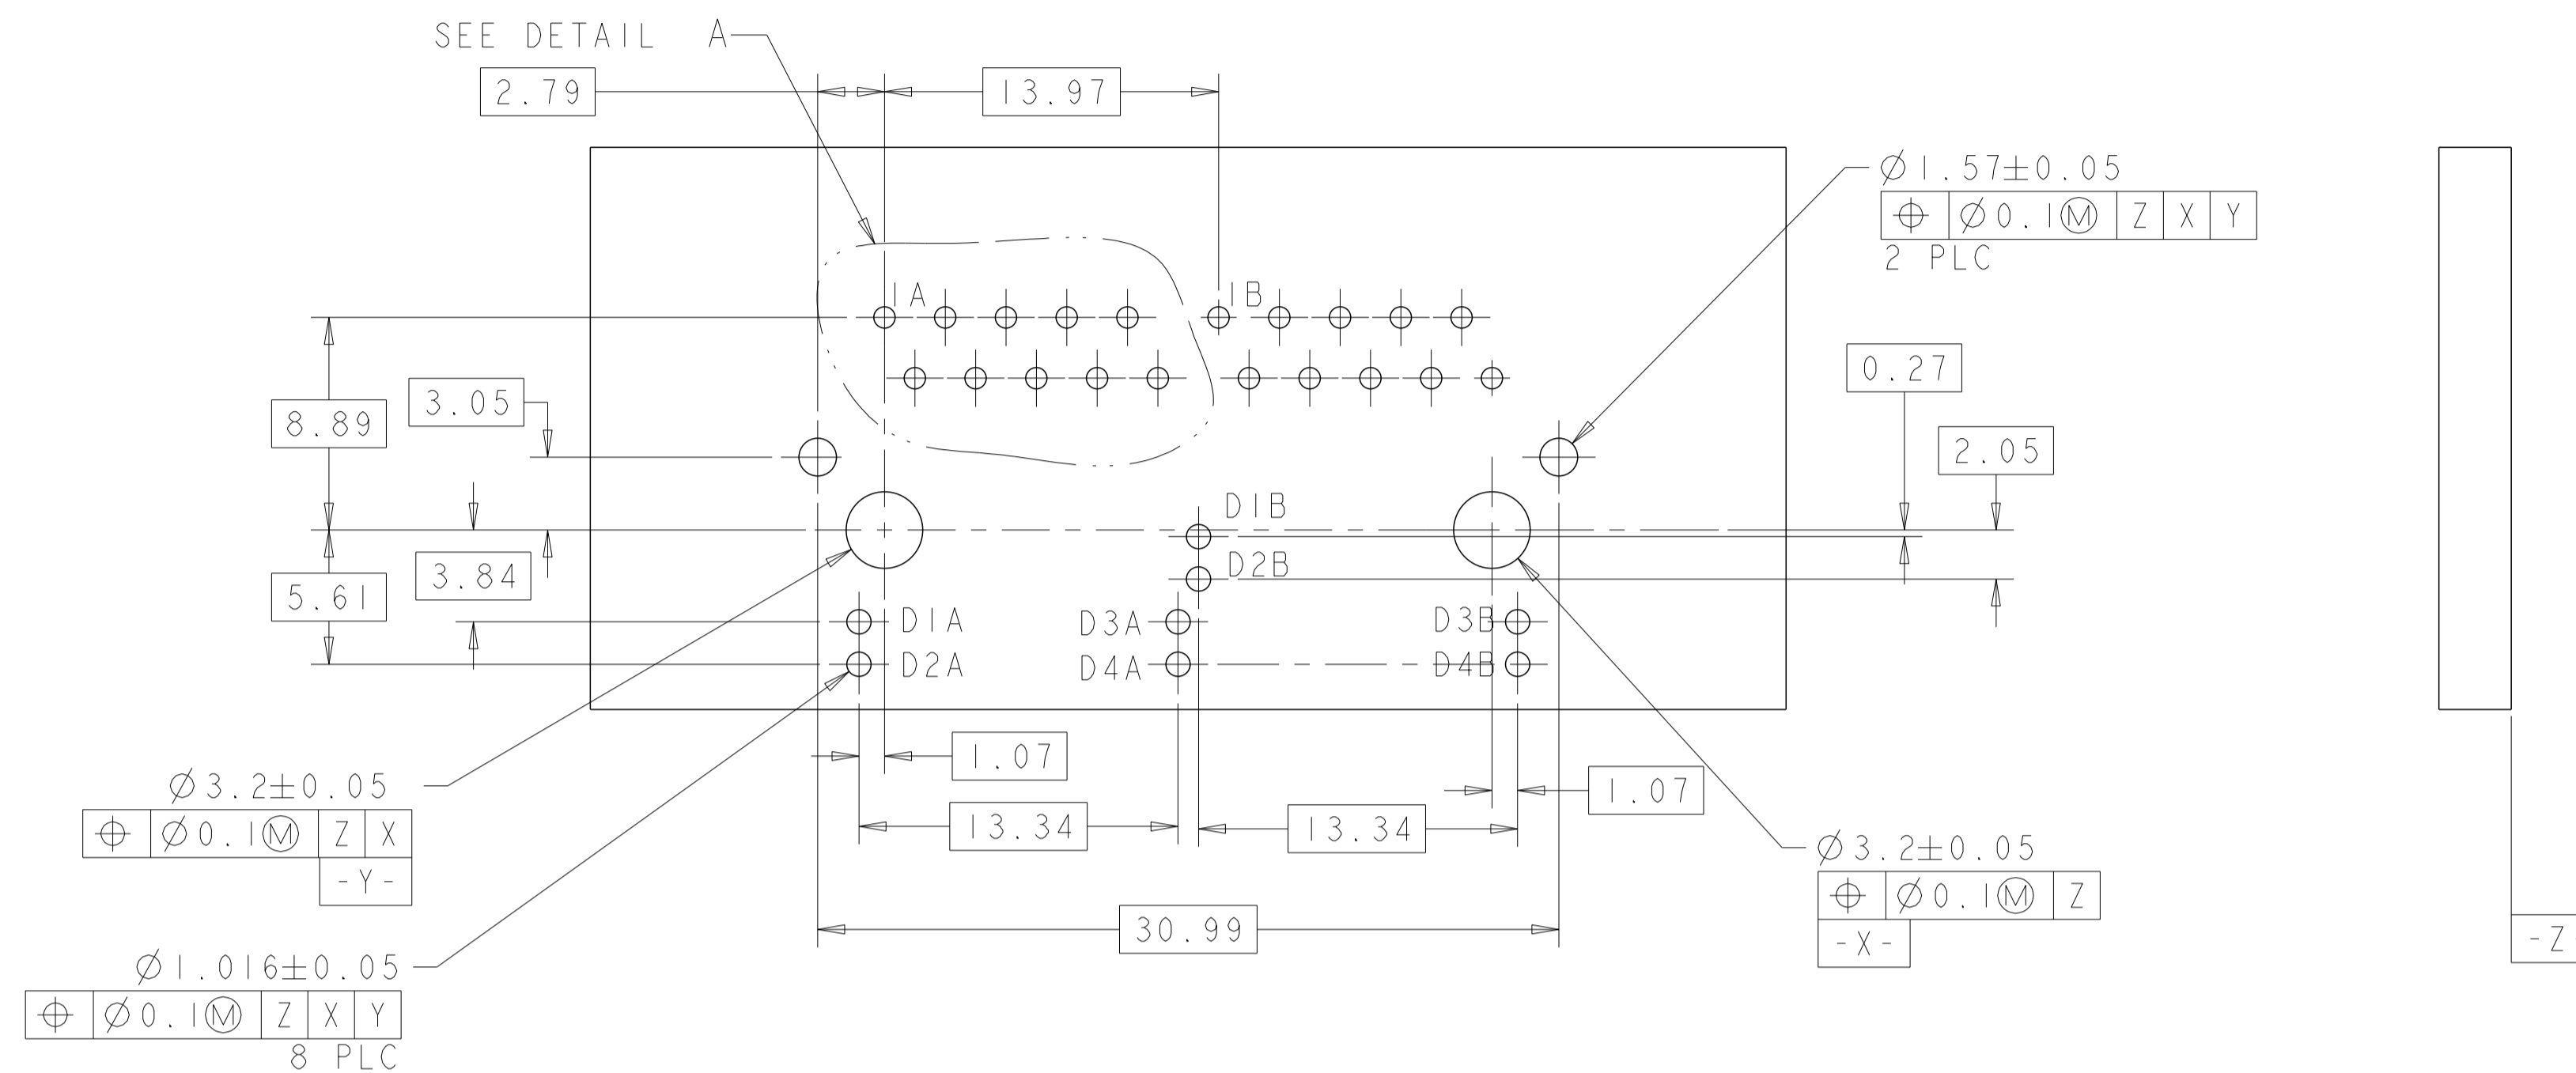 SEE DETAIL A
2.79
13.97
Ø1.57±0.05
⌖ Ø0.1Ⓜ Z X Y
2 PLC
1A
1B
0.27
8.89
3.05
2.05
D1B
D2B
3.84
5.61
D1A
D3A
D3B
D2A
D4A
D4B
1.07
1.07
Ø3.2±0.05
⌖ Ø0.1Ⓜ Z X
-Y-
13.34
13.34
Ø3.2±0.05
⌖ Ø0.1Ⓜ Z
-X-
30.99
-Z
Ø1.016±0.05
⌖ Ø0.1Ⓜ Z X Y
8 PLC